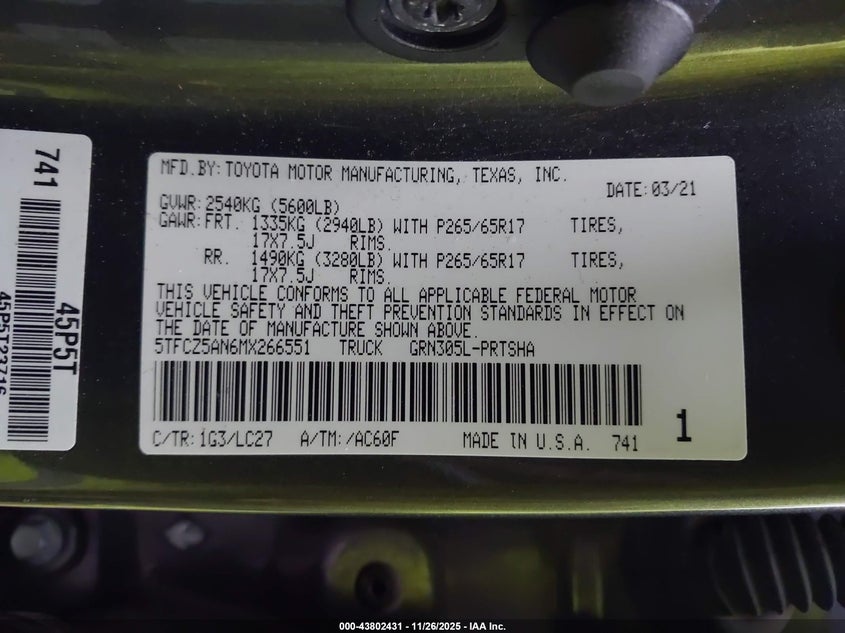 741
45P5T
45P5T23716
MFD.BY:TOYOTA MOTOR MANUFACTURING, TEXAS, INC.
DATE:03/21
GVWR:2540KG (5600LB)
GAWR:FRT. 1335KG (2940LB) WITH P265/65R17 TIRES,
17X7.5J RIMS.
RR. 1490KG (3280LB) WITH P265/65R17 TIRES,
17X7.5J RIMS.
THIS VEHICLE CONFORMS TO ALL APPLICABLE FEDERAL MOTOR
VEHICLE SAFETY AND THEFT PREVENTION STANDARDS IN EFFECT ON
THE DATE OF MANUFACTURE SHOWN ABOVE.
5TFCZ5AN6MX266551 TRUCK GRN305L-PRTSHA
C/TR:1G3/LC27 A/TM:/AC60F MADE IN U.S.A. 741
1
000-43802431 - 11/26/2025 - IAA Inc.